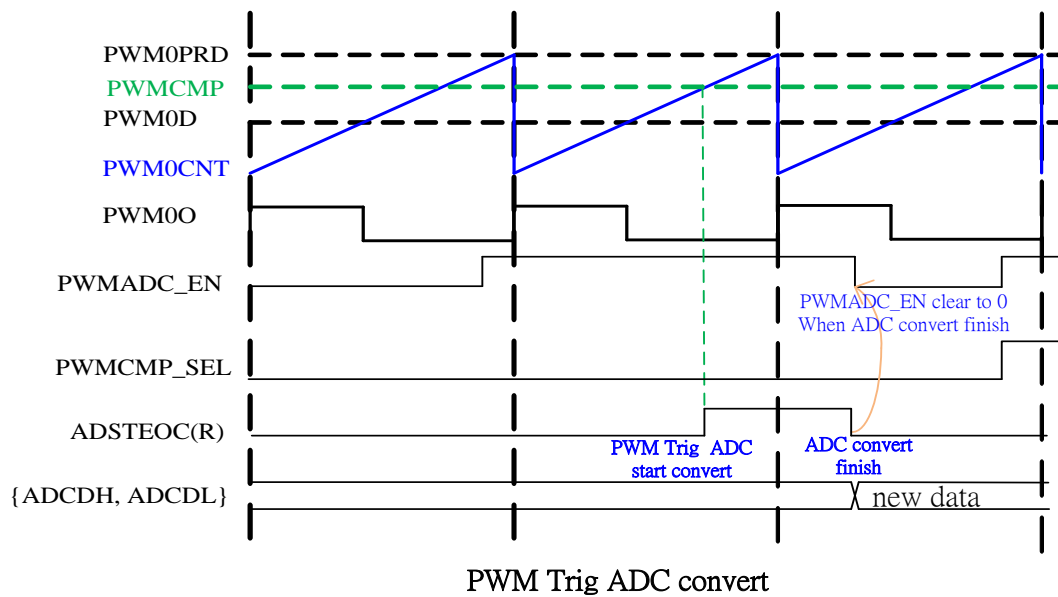 PWM0PRD
PWMCMP
PWM0D
PWM0CNT
PWM0O
PWMADC_EN
PWMADC_EN clear to 0
When ADC convert finish
PWMCMP_SEL
ADSTEOC(R)
PWM Trig ADC
start convert
ADC convert
finish
{ADCDH, ADCDL}
new data
PWM Trig ADC convert